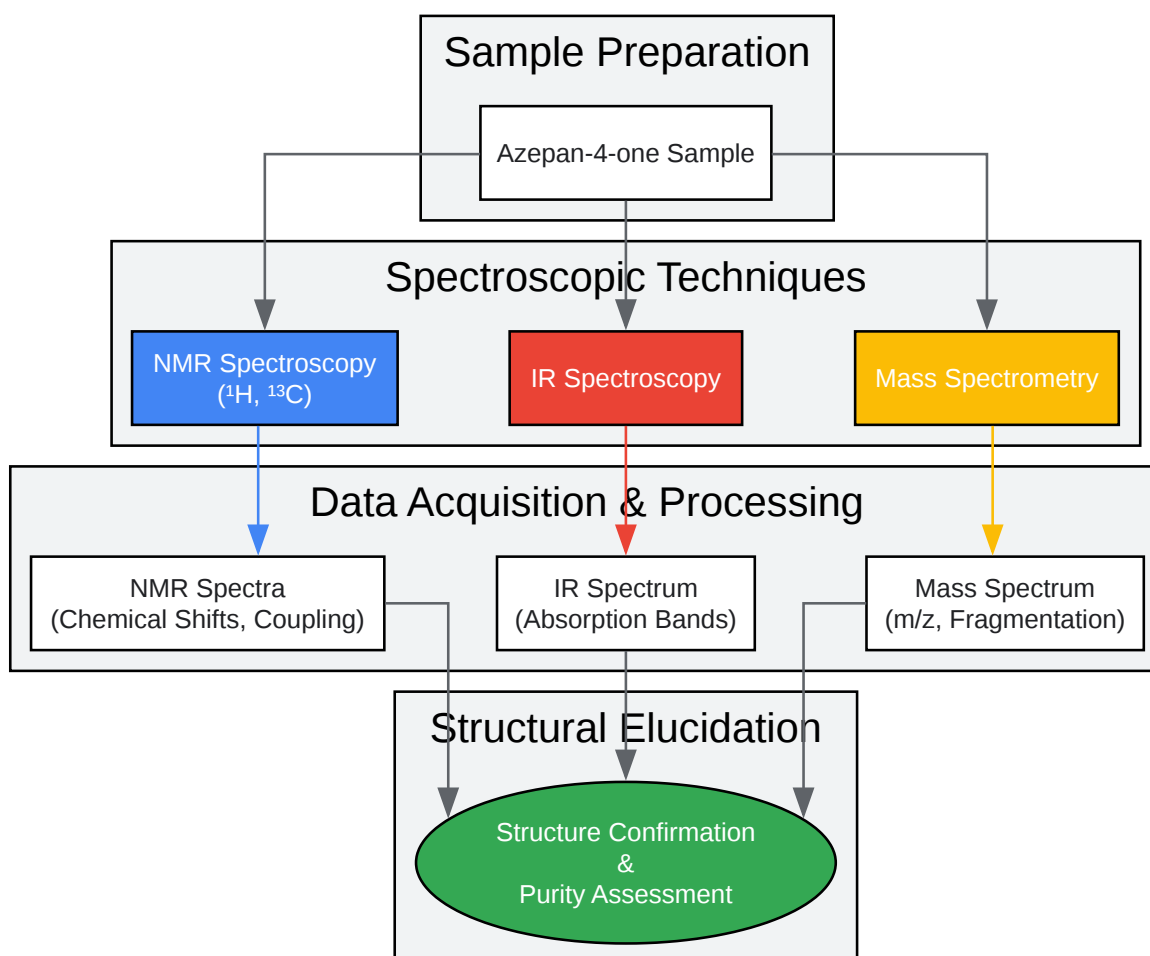 Sample Preparation
Azepan-4-one Sample
Spectroscopic Techniques
NMR Spectroscopy
(¹H, ¹³C)
IR Spectroscopy
Mass Spectrometry
Data Acquisition & Processing
NMR Spectra
(Chemical Shifts, Coupling)
IR Spectrum
(Absorption Bands)
Mass Spectrum
(m/z, Fragmentation)
Structural Elucidation
Structure Confirmation
&
Purity Assessment